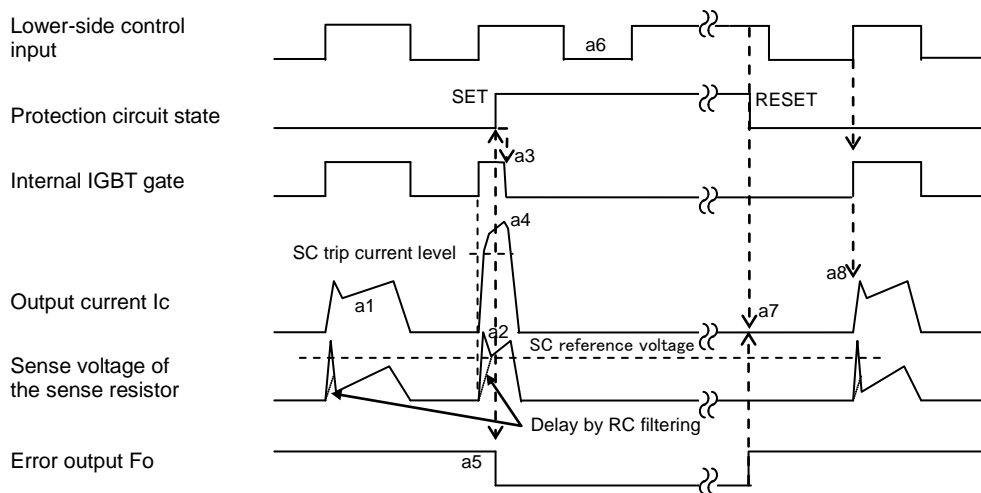 Lower-side control
input
a6
SET
RESET
Protection circuit state
a3
Internal IGBT gate
a4
SC trip current level
a8
Output current Ic
a1
a7
a2
SC reference voltage
Sense voltage of
the sense resistor
Delay by RC filtering
Error output Fo
a5